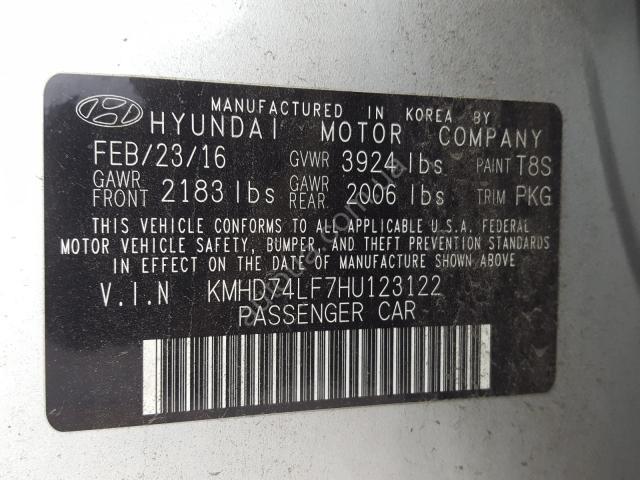 MANUFACTURED IN KOREA BY
HYUNDAI MOTOR COMPANY
FEB/23/16 GVWR 3924 lbs PAINT T8S
GAWR FRONT 2183 lbs GAWR REAR. 2006 lbs TRIM PKG
THIS VEHICLE CONFORMS TO ALL APPLICABLE U.S.A. FEDERAL
MOTOR VEHICLE SAFETY, BUMPER, AND THEFT PREVENTION STANDARDS
IN EFFECT ON THE DATE OF MANUFACTURE SHOWN ABOVE.
V.I.N KMHD74LF7HU123122
PASSENGER CAR